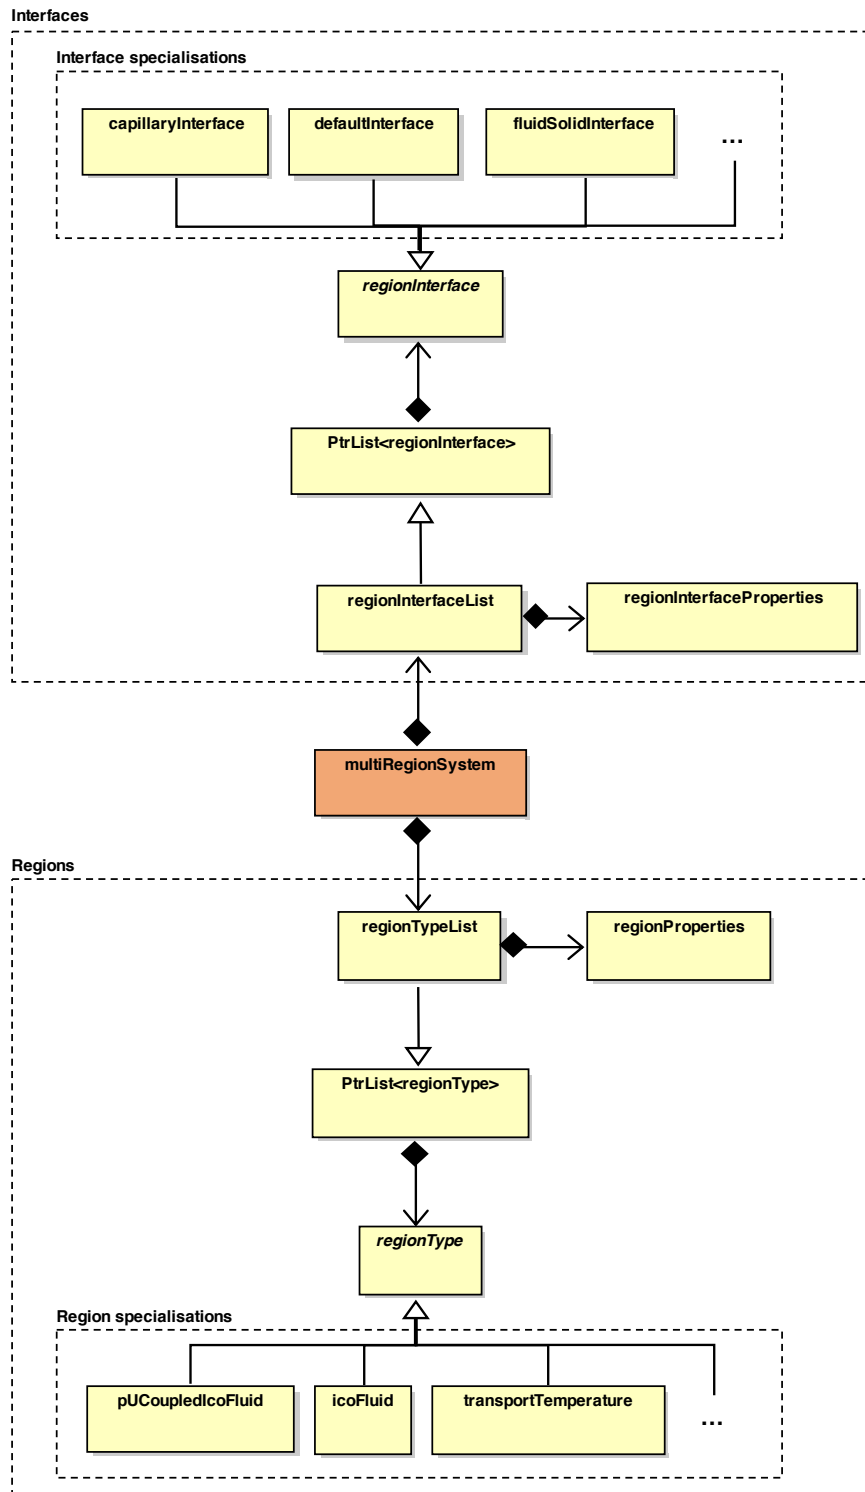 Interfaces
Interface specialisations
capillaryInterface
defaultInterface
fluidSolidInterface
...
regionInterface
PtrList<regionInterface>
regionInterfaceList
regionInterfaceProperties
multiRegionSystem
Regions
regionTypeList
regionProperties
PtrList<regionType>
regionType
Region specialisations
pUCoupledIcoFluid
icoFluid
transportTemperature
...